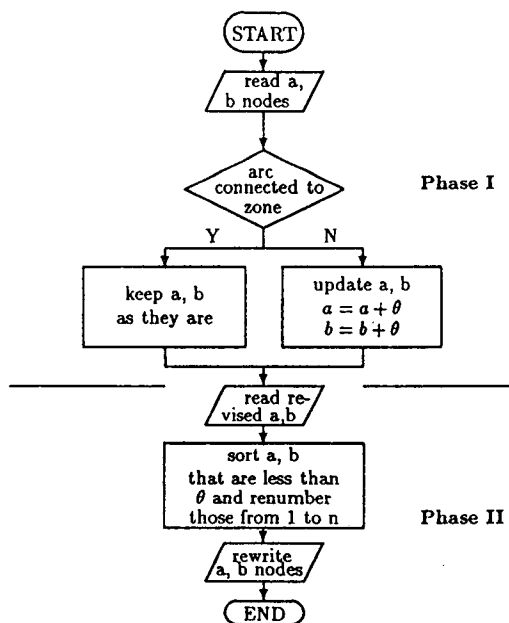 START
read a,
b nodes
arc
connected to
zone
Phase I
Y
N
keep a, b
as they are
update a, b
a = a + θ
b = b + θ
read re-
vised a,b
sort a, b
that are less than
θ and renumber
those from 1 to n
Phase II
rewrite
a, b nodes
END